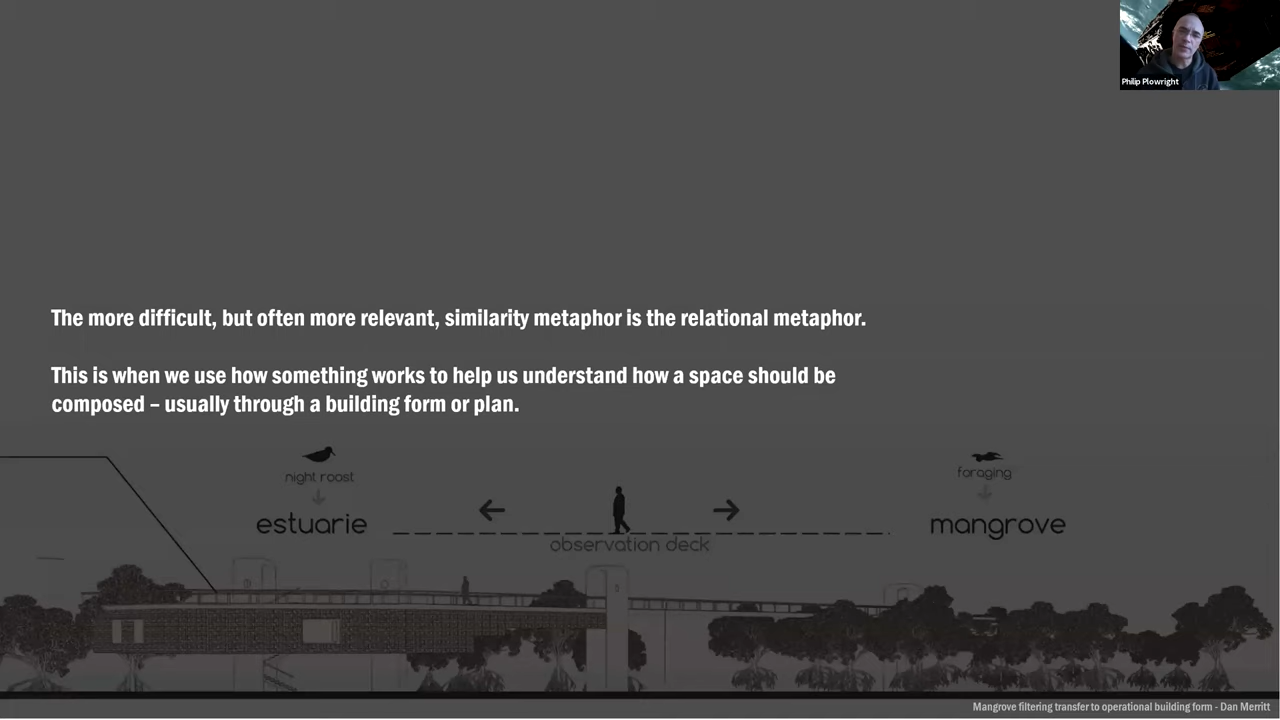 Philip Plowright
The more difficult, but often more relevant, similarity metaphor is the relational metaphor.
This is when we use how something works to help us understand how a space should be
composed – usually through a building form or plan.
night roost
foraging
estuarie
mangrove
observation deck
Mangrove filtering transfer to operational building form - Dan Merritt